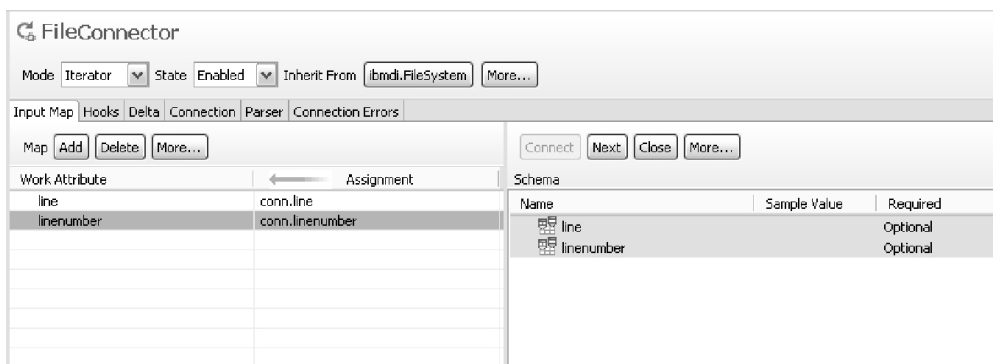 FileConnector
Mode Iterator State Enabled Inherit From ibmdi.FileSystem More...
Input Map Hooks Delta Connection Parser Connection Errors
Map Add Delete More...
Connect Next Close More...
Work Attribute Assignment
Schema
line conn.line
linenumber conn.linenumber
Name Sample Value Required
line Optional
linenumber Optional